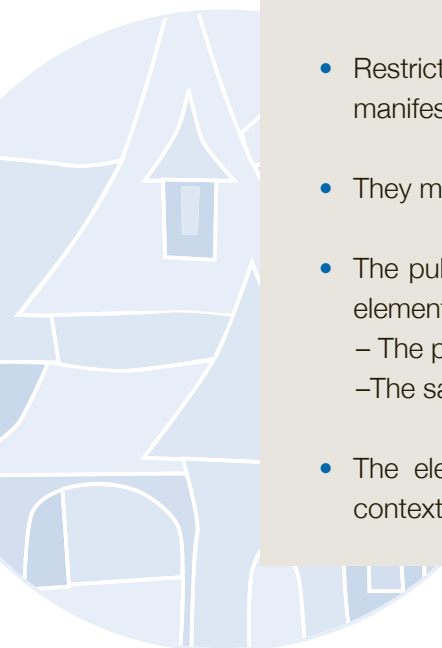 • Restrict
manifes
• They m
• The pul
element
– The p
–The sa
• The ele
context